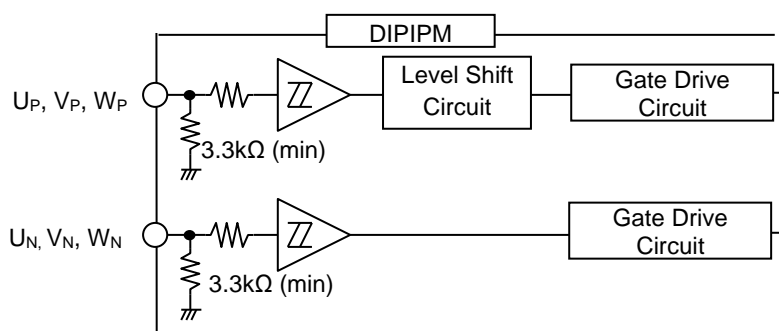 DIPIPM
UP, VP, WP
Level Shift
Circuit
Gate Drive
Circuit
3.3kΩ (min)
UN, VN, WN
Gate Drive
Circuit
3.3kΩ (min)